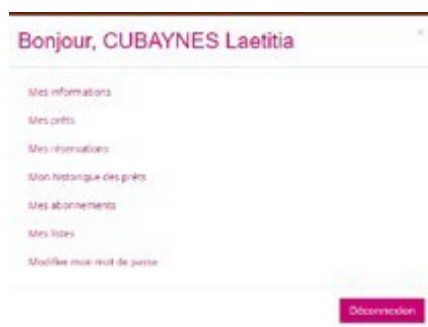 Bonjour, CUBAYNES Laetitia
×
Mes informations
Mes prêts
Mes réservations
Mon historique des prêts
Mes abonnements
Mes listes
Modifier mon mot de passe
Déconnexion